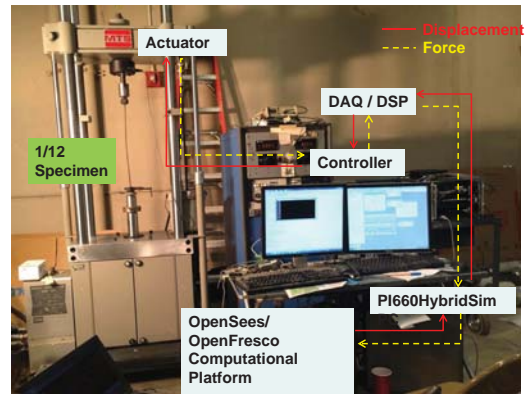 MTS
Actuator
Displacement
Force
DAQ / DSP
1/12
Specimen
Controller
PI660HybridSim
OpenSees/
OpenFresco
Computational
Platform